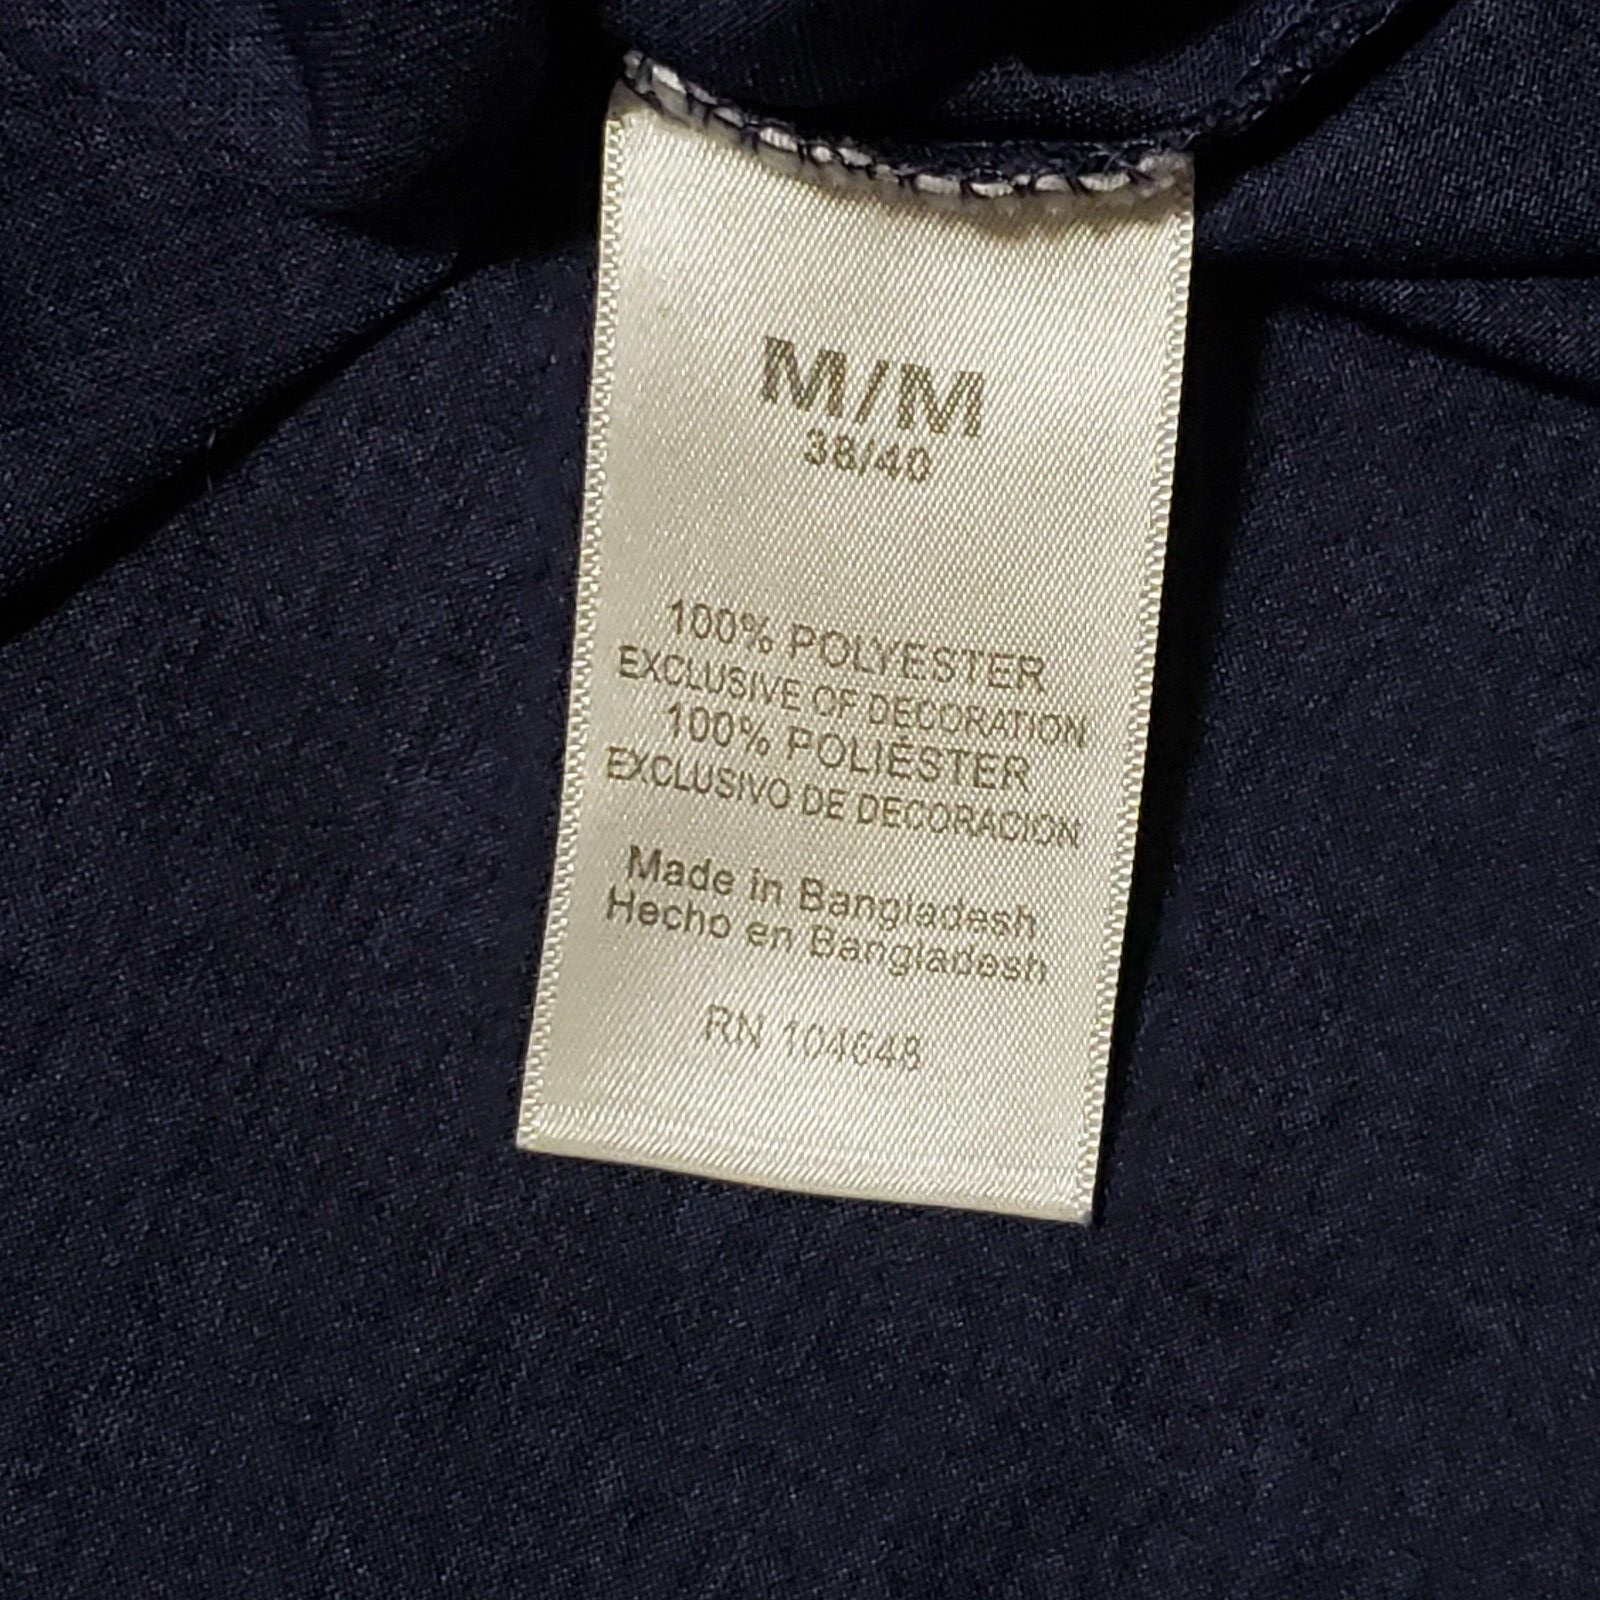 M/M
38/40
100% POLYESTER
EXCLUSIVE OF DECORATION
100% POLIÉSTER
EXCLUSIVO DE DECORACION
Made in Bangladesh
Hecho en Bangladesh
RN 104648